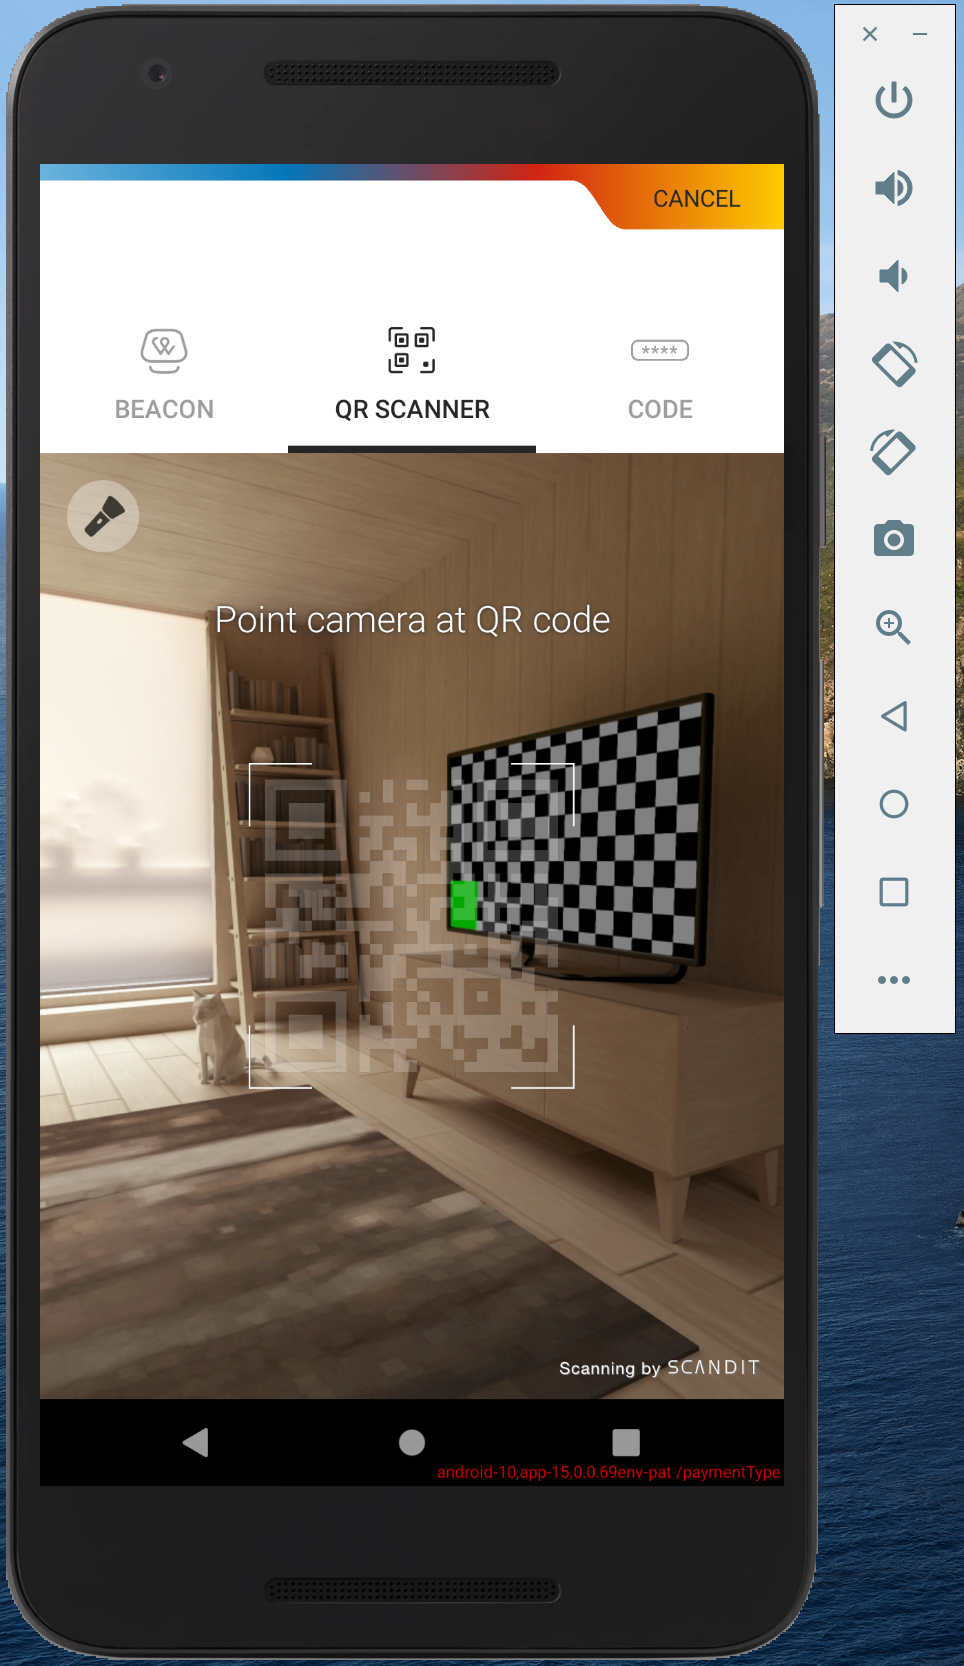 CANCEL
BEACON
QR SCANNER
****
CODE
Point camera at QR code
Scanning by SCANDIT
android-10,app-15.0.0.69env-pat /paymentType